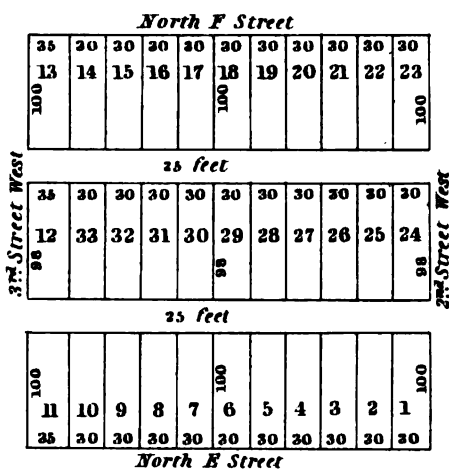 North F Street
35 30 30 30 30 30 30 30 30 30 30
13 14 15 16 17 18 19 20 21 22 23
100 100 100
25 feet
3rd Street West
2nd Street West
35 30 30 30 30 30 30 30 30 30 30
12 33 32 31 30 29 28 27 26 25 24
98 98 98
25 feet
100 100 100
11 10 9 8 7 6 5 4 3 2 1
35 30 30 30 30 30 30 30 30 30 30
North E Street